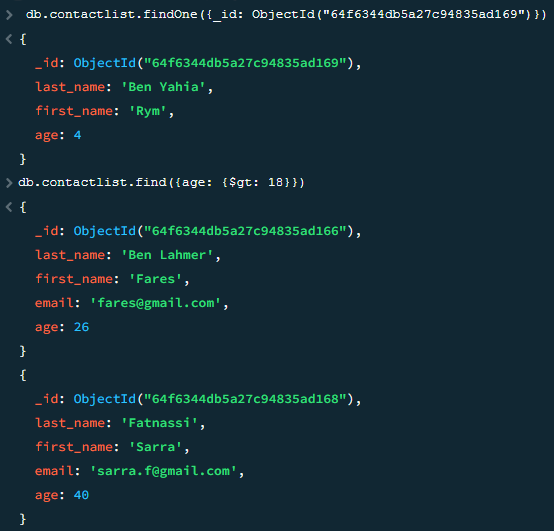 > db.contactlist.findOne({_id: ObjectId("64f6344db5a27c94835ad169")})
< {
_id: ObjectId("64f6344db5a27c94835ad169"),
last_name: 'Ben Yahia',
first_name: 'Rym',
age: 4
}
> db.contactlist.find({age: {$gt: 18}})
< {
_id: ObjectId("64f6344db5a27c94835ad166"),
last_name: 'Ben Lahmer',
first_name: 'Fares',
email: 'fares@gmail.com',
age: 26
}
{
_id: ObjectId("64f6344db5a27c94835ad168"),
last_name: 'Fatnassi',
first_name: 'Sarra',
email: 'sarra.f@gmail.com',
age: 40
}